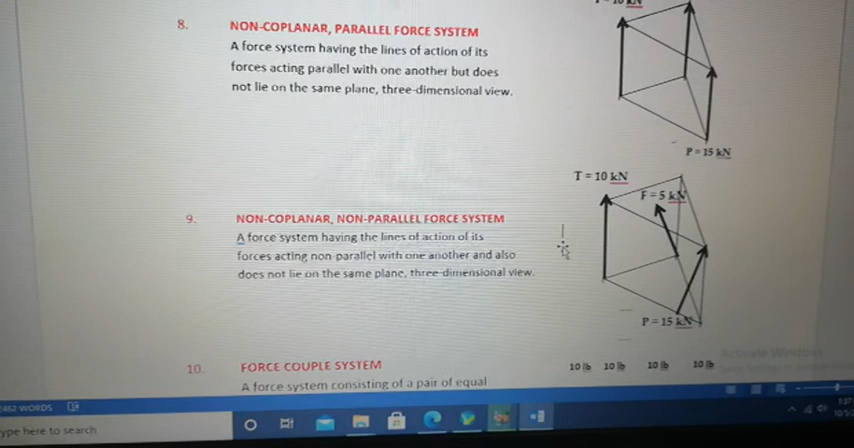 8. NON-COPLANAR, PARALLEL FORCE SYSTEM
A force system having the lines of action of its
forces acting parallel with one another but does
not lie on the same plane, three-dimensional view.
P = 15 kN
T = 10 kN
F = 5 kN
9. NON-COPLANAR, NON-PARALLEL FORCE SYSTEM
A force system having the lines of action of its
forces acting non-parallel with one another and also
does not lie on the same plane, three-dimensional view.
P = 15 kN
10. FORCE COUPLE SYSTEM
A force system consisting of a pair of equal
10 lb 10 lb 10 lb 10 lb
Activate Windows
WORDS
ype here to search